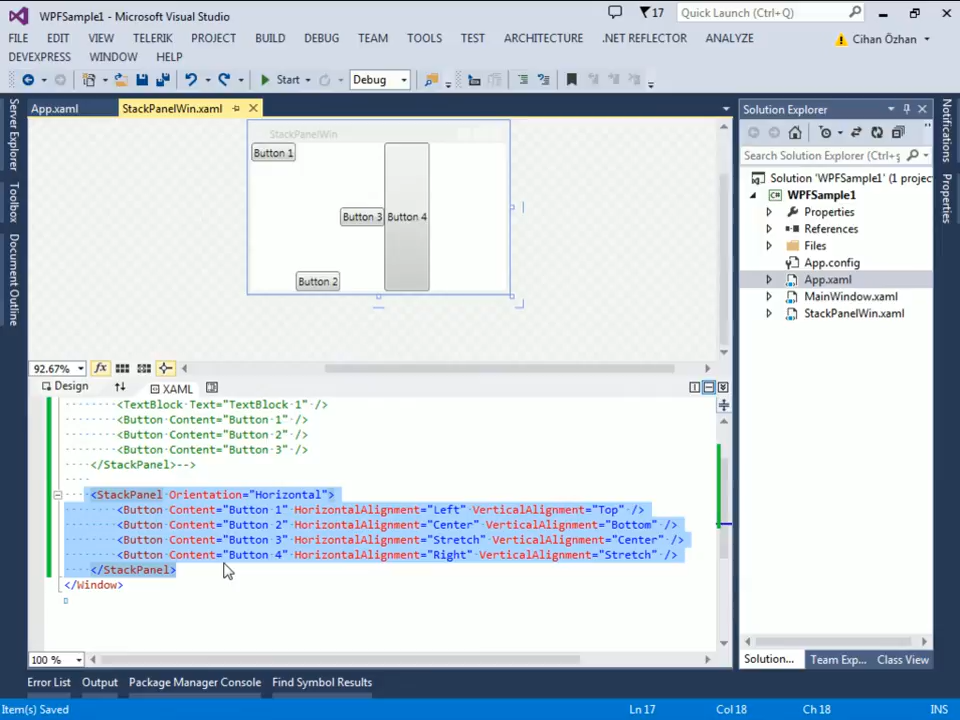 WPFSample1 - Microsoft Visual Studio
17
Quick Launch (Ctrl+Q)
FILE EDIT VIEW TELERIK PROJECT BUILD DEBUG TEAM TOOLS TEST ARCHITECTURE .NET REFLECTOR ANALYZE
Cihan Özhan
DEVEXPRESS WINDOW HELP
Start
Debug
App.xaml
StackPanelWin.xaml
Server Explorer
Toolbox
Document Outline
StackPanelWin
Button 1
Button 3
Button 4
Button 2
92.67%
Design
XAML
<TextBlock Text="TextBlock 1" />
<Button Content="Button 1" />
<Button Content="Button 2" />
<Button Content="Button 3" />
</StackPanel>-->
<StackPanel Orientation="Horizontal">
<Button Content="Button 1" HorizontalAlignment="Left" VerticalAlignment="Top" />
<Button Content="Button 2" HorizontalAlignment="Center" VerticalAlignment="Bottom" />
<Button Content="Button 3" HorizontalAlignment="Stretch" VerticalAlignment="Center" />
<Button Content="Button 4" HorizontalAlignment="Right" VerticalAlignment="Stretch" />
</StackPanel>
</Window>
100 %
Solution Explorer
Search Solution Explorer (Ctrl+ş)
Solution 'WPFSample1' (1 projec
C#
WPFSample1
Properties
References
Files
App.config
App.xaml
MainWindow.xaml
StackPanelWin.xaml
Solution... Team Exp... Class View
Notifications
Properties
Error List Output Package Manager Console Find Symbol Results
Item(s) Saved
Ln 17 Col 18 Ch 18 INS